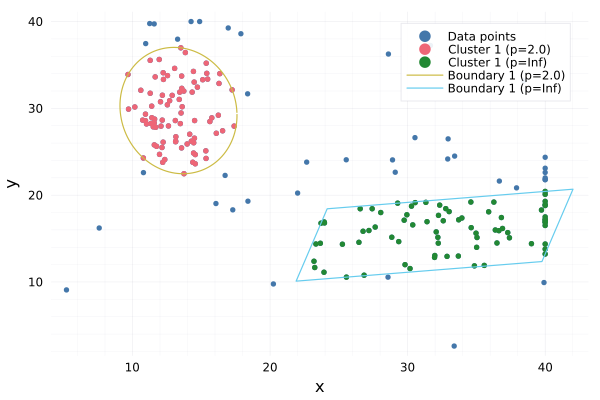 40
30
20
10
y
10
20
30
40
x
Data points
Cluster 1 (p=2.0)
Cluster 1 (p=Inf)
Boundary 1 (p=2.0)
Boundary 1 (p=Inf)